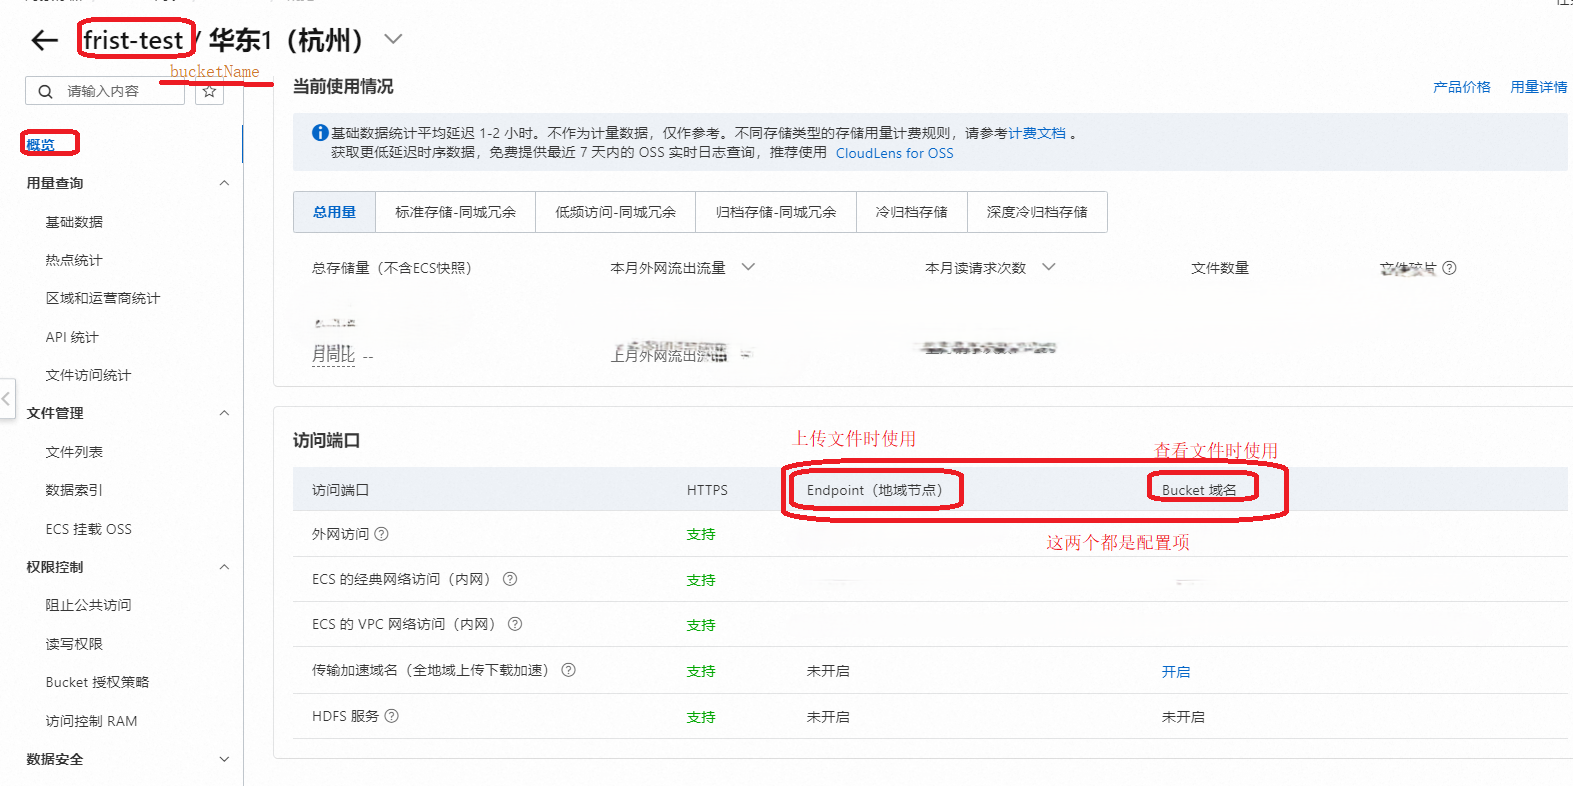 frist-test / 华东1（杭州）
bucketName
请输入内容
概览
用量查询
基础数据
热点统计
区域和运营商统计
API 统计
文件访问统计
文件管理
文件列表
数据索引
ECS 挂载 OSS
权限控制
阻止公共访问
读写权限
Bucket 授权策略
访问控制 RAM
数据安全
当前使用情况
产品价格 用量详情
基础数据统计平均延迟 1-2 小时。不作为计量数据，仅作参考。不同存储类型的存储用量计费规则，请参考计费文档 。
获取更低延迟时序数据，免费提供最近 7 天内的 OSS 实时日志查询，推荐使用 CloudLens for OSS
总用量 标准存储-同城冗余 低频访问-同城冗余 归档存储-同城冗余 冷归档存储 深度冷归档存储
总存储量（不含ECS快照） 本月外网流出流量 本月读请求次数 文件数量 文件碎片
月同比 --
上月外网流出流量
访问端口
上传文件时使用
查看文件时使用
访问端口 HTTPS Endpoint（地域节点） Bucket 域名
这两个都是配置项
外网访问 支持
ECS 的经典网络访问（内网） 支持
ECS 的 VPC 网络访问（内网） 支持
传输加速域名（全地域上传下载加速） 支持 未开启 开启
HDFS 服务 支持 未开启 未开启